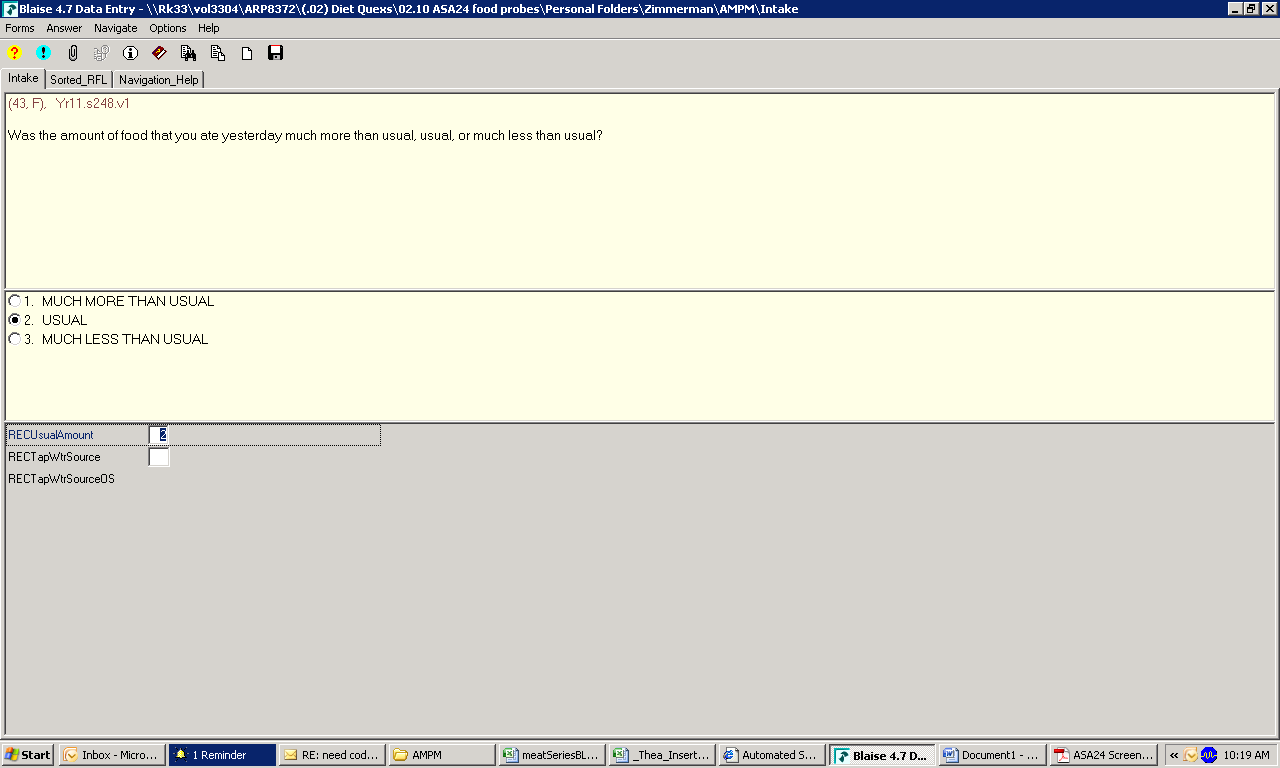 Blaise 4.7 Data Entry - \\Rk33\vol3304\ARP8372\(.02) Diet Quexs\02.10 ASA24 food probes\Personal Folders\Zimmerman\AMPM\Intake
Forms Answer Navigate Options Help
Intake Sorted_RFL Navigation_Help
(43, F), Yr11.s248.v1
Was the amount of food that you ate yesterday much more than usual, usual, or much less than usual?
1. MUCH MORE THAN USUAL
2. USUAL
3. MUCH LESS THAN USUAL
RECUsualAmount 2
RECTapWtrSource
RECTapWtrSourceOS
Start Inbox - Micro... 1 Reminder RE: need cod... AMPM meatSeriesBL... _Thea_Insert... Automated S... Blaise 4.7 D... Document1 - ... ASA24 Screen... « 10:19 AM